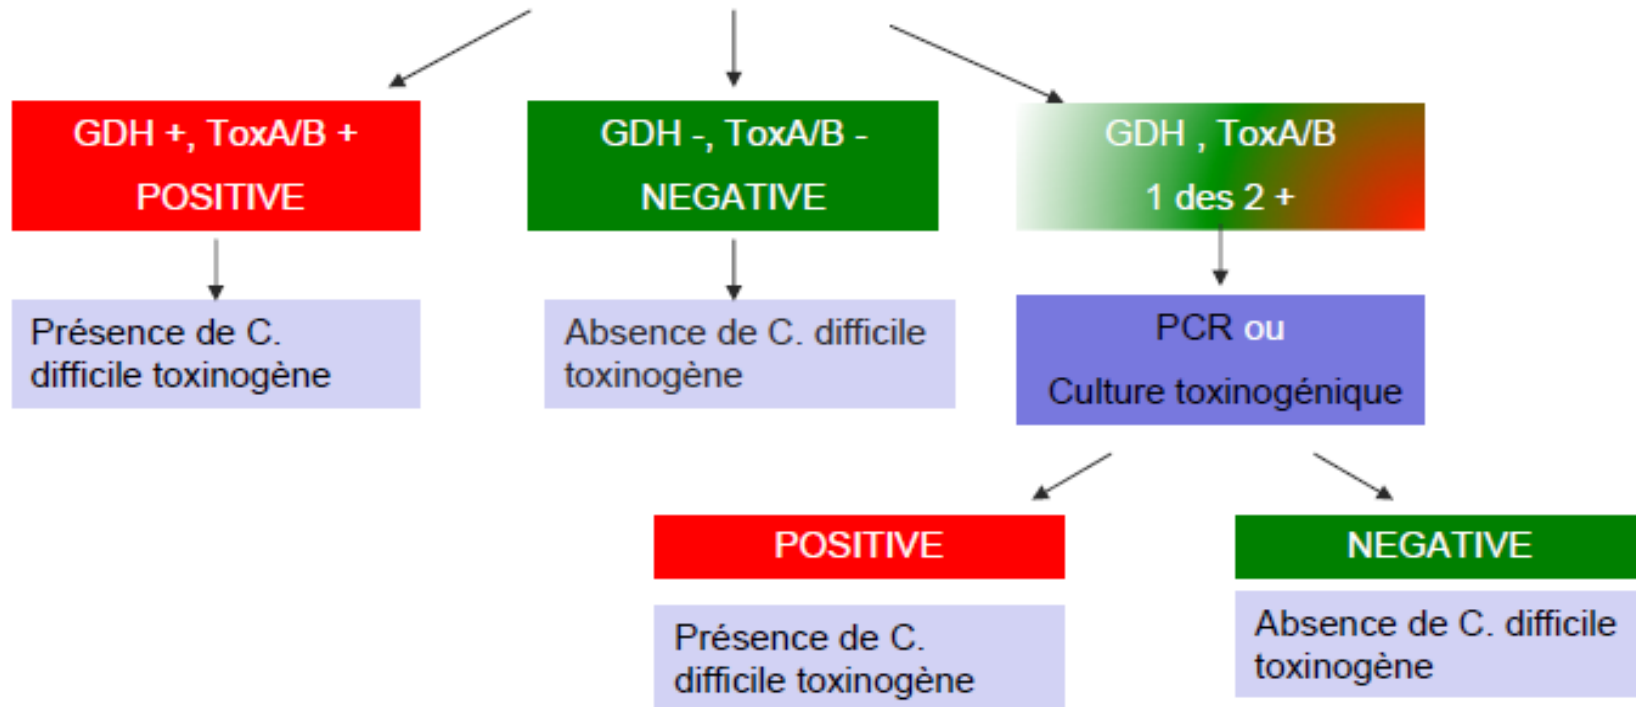 GDH +, ToxA/B +
POSITIVE
GDH -, ToxA/B -
NEGATIVE
GDH , ToxA/B
1 des 2 +
Présence de C.
difficile toxinogène
Absence de C. difficile
toxinogène
PCR ou
Culture toxinogénique
POSITIVE
NEGATIVE
Présence de C.
difficile toxinogène
Absence de C. difficile
toxinogène